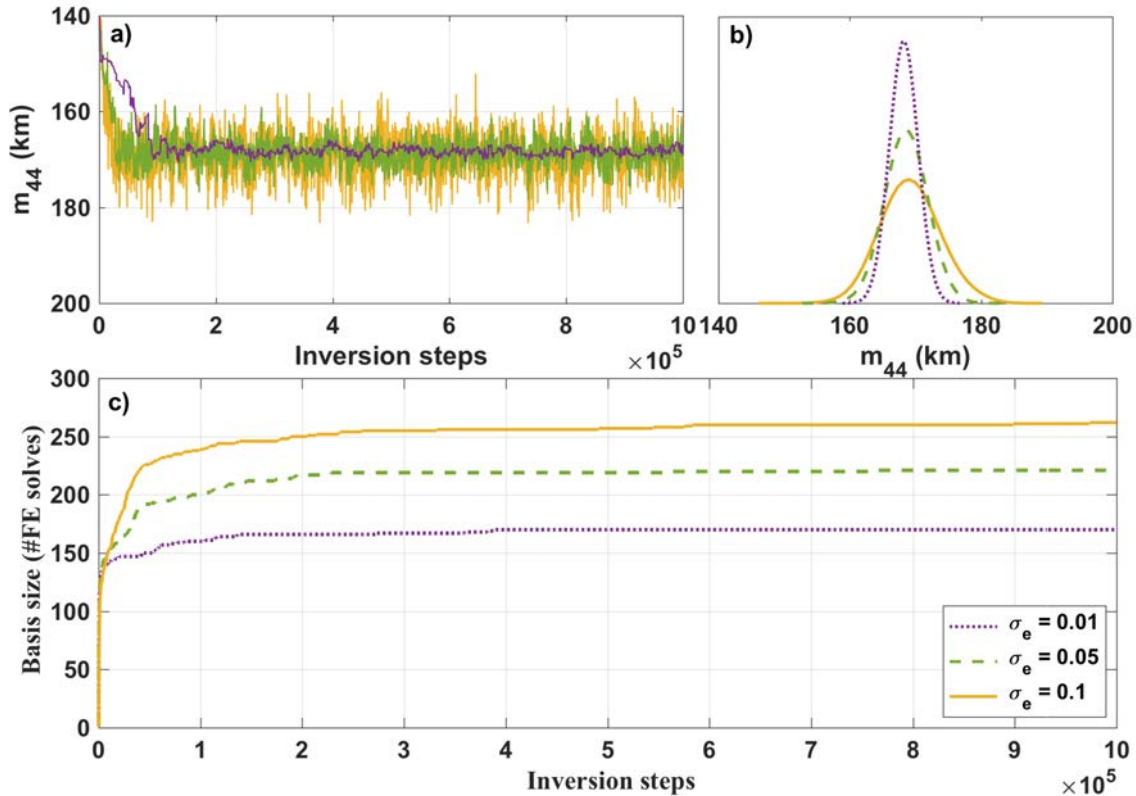 a)
140
160
180
200
m44 (km)
0 2 4 6 8 10
Inversion steps
×10^5
b)
140 160 180 200
m44 (km)
c)
300
250
200
150
100
50
0
Basis size (#FE solves)
σe = 0.01
σe = 0.05
σe = 0.1
0 1 2 3 4 5 6 7 8 9 10
Inversion steps
×10^5